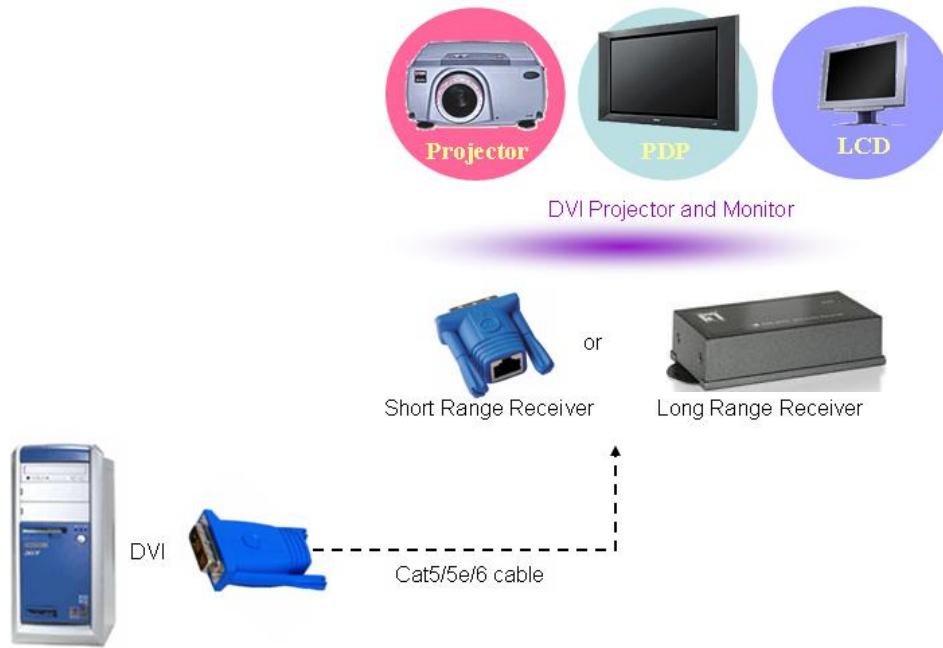 Projector
PDP
LCD
DVI Projector and Monitor
or
Short Range Receiver
Long Range Receiver
DVI
Cat5/5e/6 cable